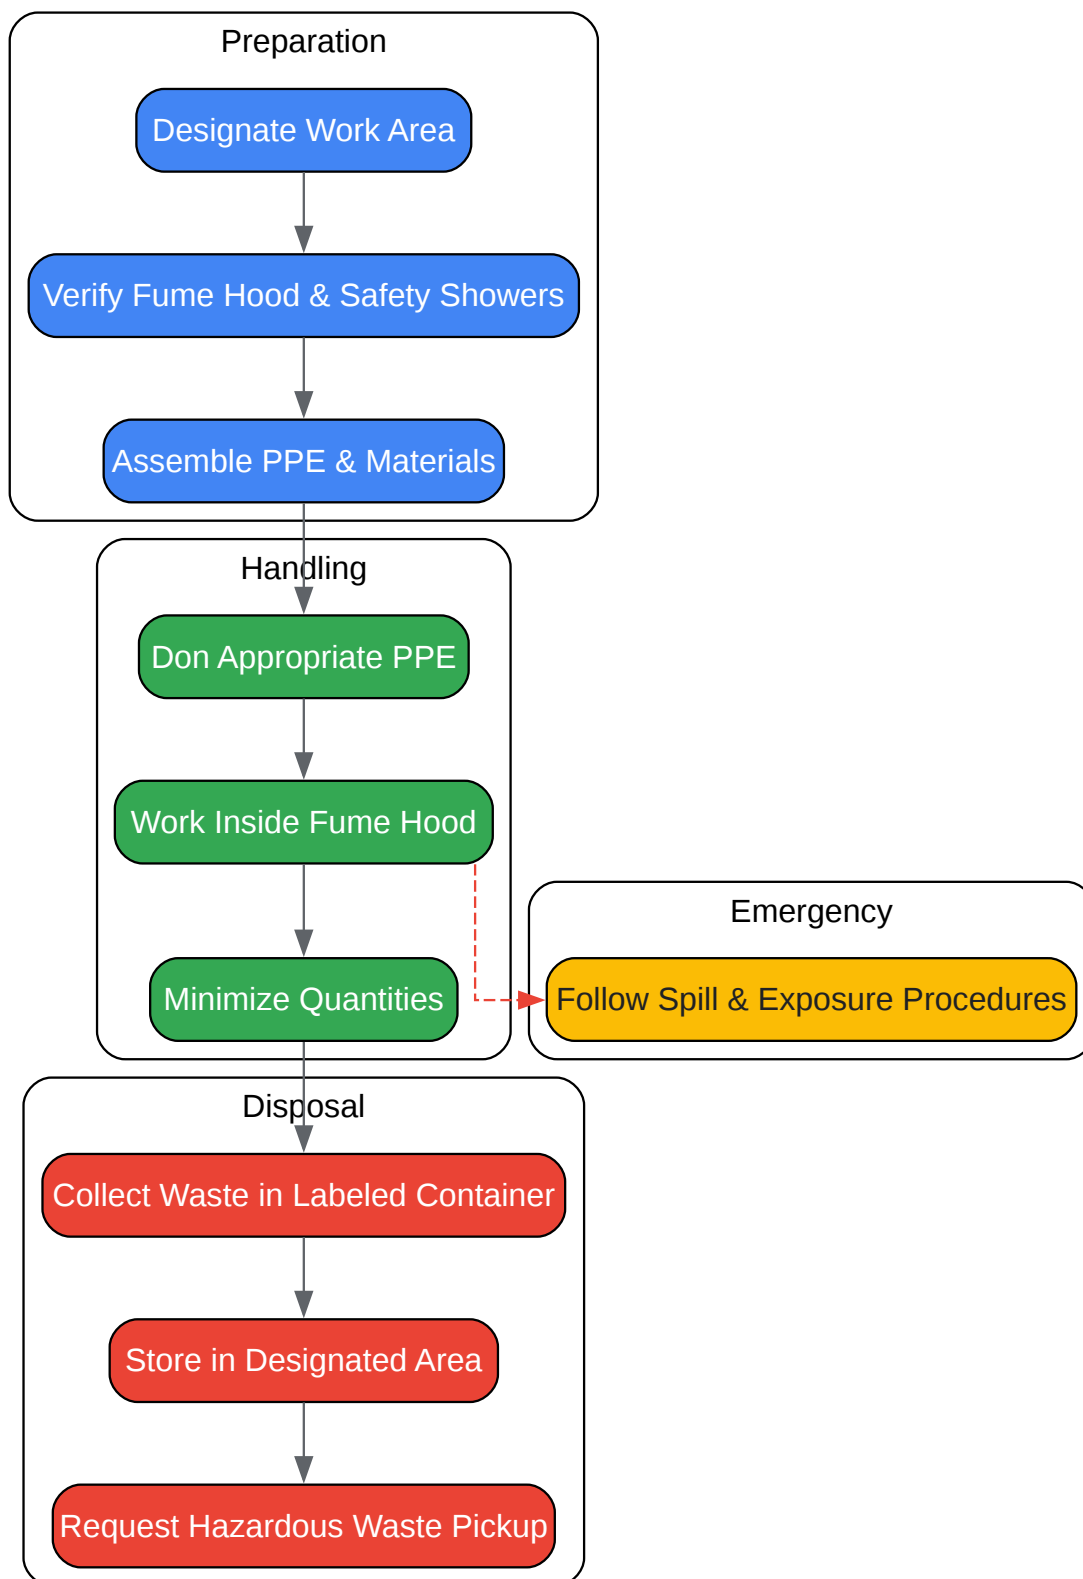 Preparation
Designate Work Area
Verify Fume Hood & Safety Showers
Assemble PPE & Materials
Handling
Don Appropriate PPE
Work Inside Fume Hood
Emergency
Minimize Quantities
Follow Spill & Exposure Procedures
Disposal
Collect Waste in Labeled Container
Store in Designated Area
Request Hazardous Waste Pickup